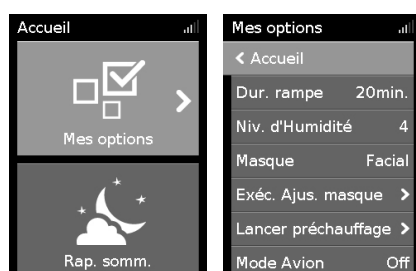 Accueil
Mes options
Rap. somm.
Mes options
Accueil
Dur. rampe 20min.
Niv. d'Humidité 4
Masque Facial
Exéc. Ajus. masque
Lancer préchauffage
Mode Avion Off